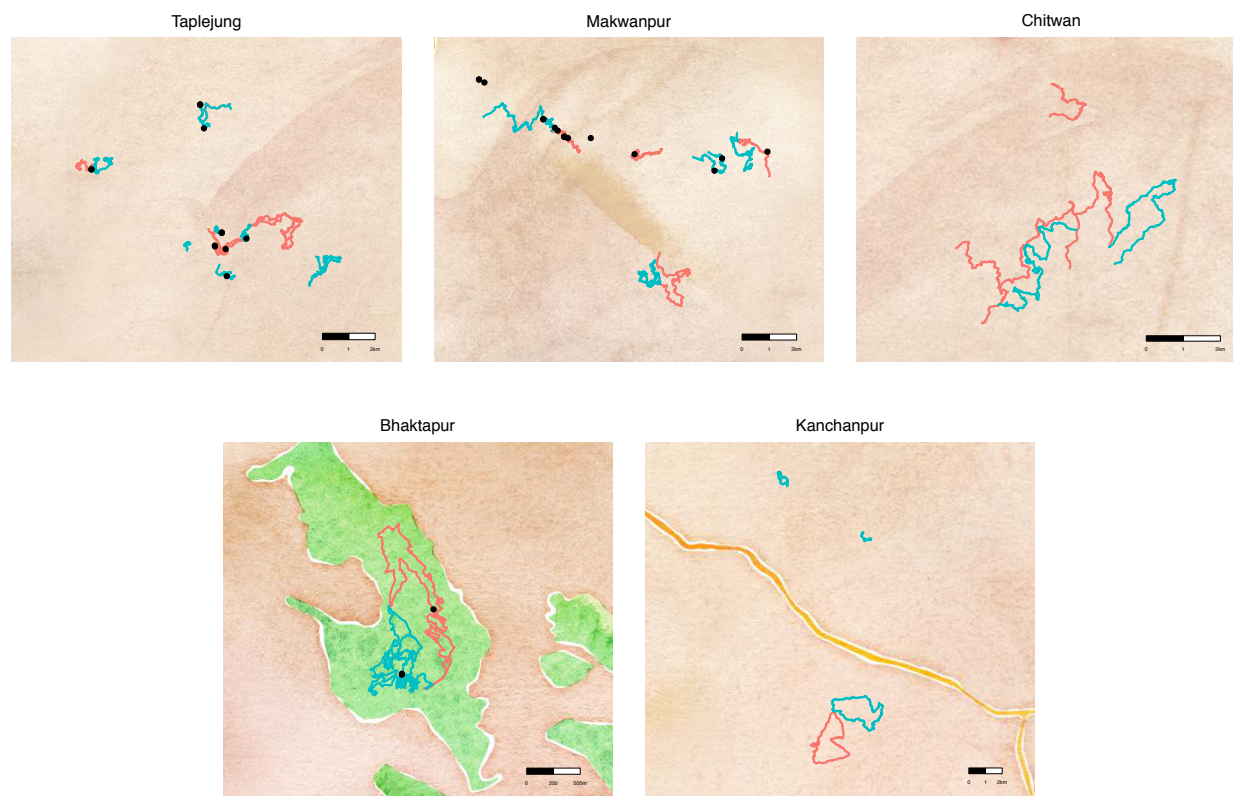 Taplejung
Makwanpur
Chitwan
0 1 2km
0 1 2km
0 1 2km
Bhaktapur
Kanchanpur
0 250 500m
0 1 2km